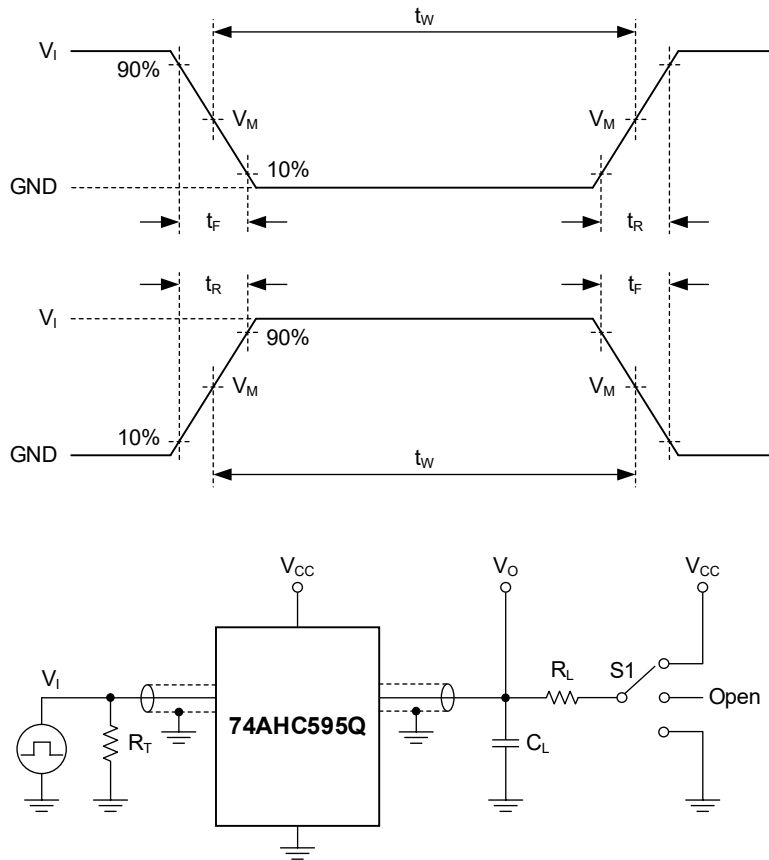 t_W
V_I
90%
V_M V_M
10%
GND
t_F t_R
t_R t_F
V_I
90%
V_M V_M
10%
GND
t_W
V_CC V_O V_CC
R_L S1
V_I
Open
74AHC595Q
R_T C_L